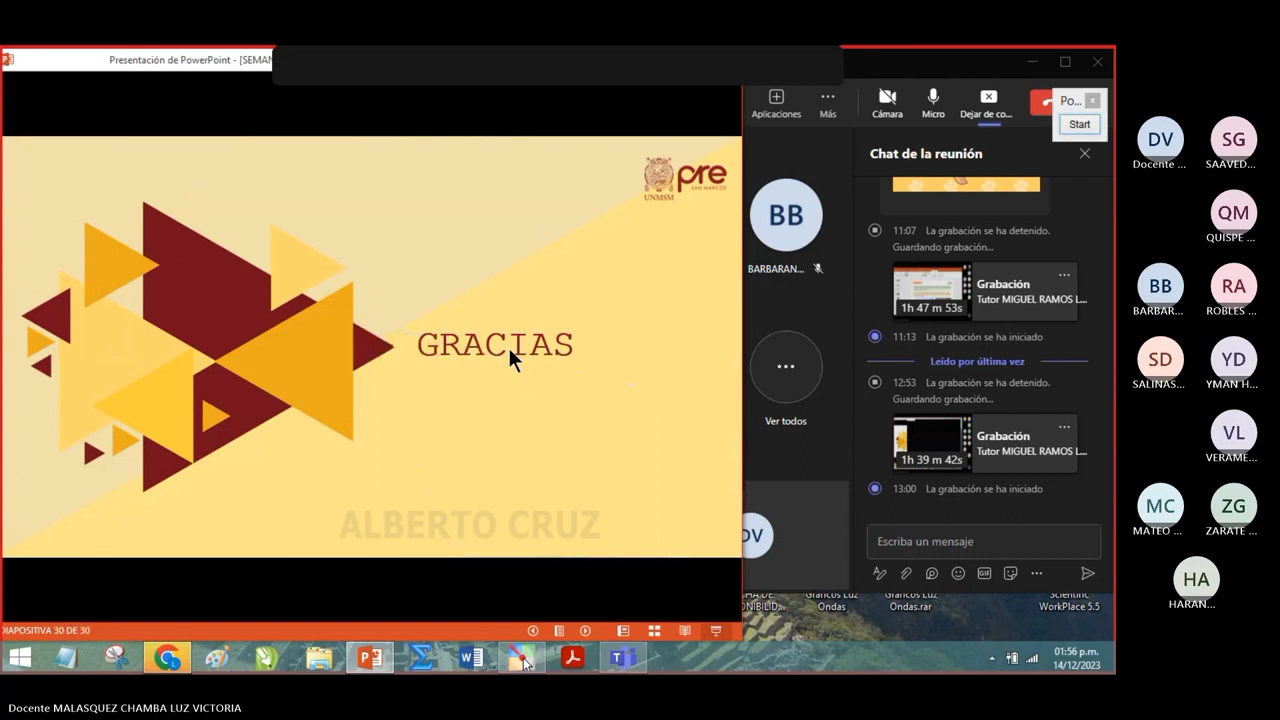 Presentación de PowerPoint - [SEMAN
pre
SAN MARCOS
UNMSM
GRACIAS
ALBERTO CRUZ
DIAPOSITIVA 30 DE 30
Aplicaciones
Más
Cámara
Micro
Dejar de co...
Po...
Start
BB
BARBARAN...
Ver todos
DV
Chat de la reunión
11:07 La grabación se ha detenido.
Guardando grabación...
Grabación
Tutor MIGUEL RAMOS L...
1h 47 m 53s
11:13 La grabación se ha iniciado
Leído por última vez
12:53 La grabación se ha detenido.
Guardando grabación...
Grabación
Tutor MIGUEL RAMOS L...
1h 39 m 42s
13:00 La grabación se ha iniciado
Escriba un mensaje
GIF
Gráficos Luz
Ondas
Gráficos Luz
Ondas.rar
Scientific
WorkPlace 5.5
01:56 p.m.
14/12/2023
DV
Docente ...
SG
SAAVED...
QM
QUISPE ...
BB
BARBAR...
RA
ROBLES ...
SD
SALINAS...
YD
YMAN H...
VL
VERAME...
MC
MATEO ...
ZG
ZARATE ...
HA
HARAN...
Docente MALASQUEZ CHAMBA LUZ VICTORIA